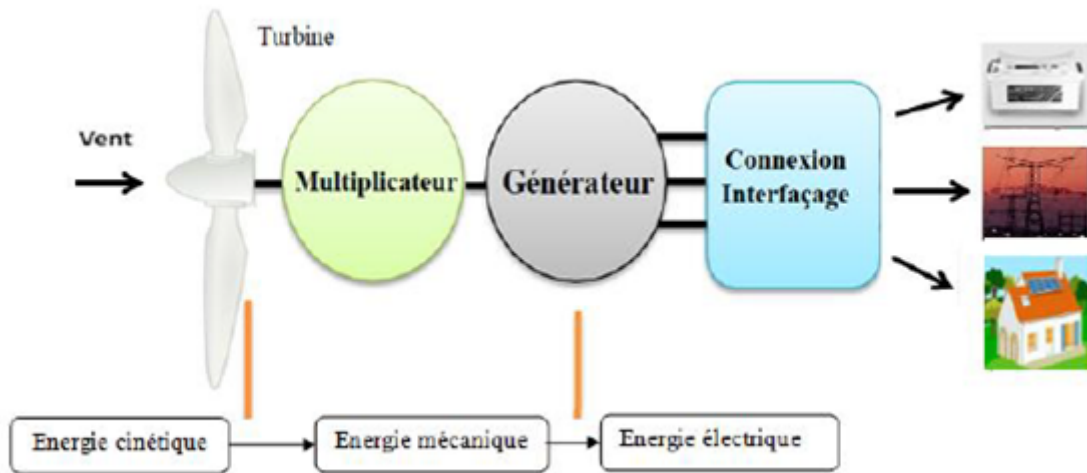 Turbine
Vent
Multiplicateur
Générateur
Connexion
Interfaçage
Energie cinétique
Energie mécanique
Energie électrique